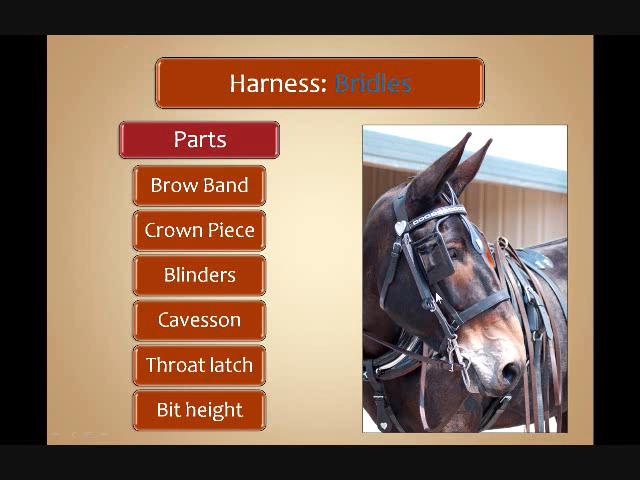 Harness: Bridles
Parts
Brow Band
Crown Piece
Blinders
Cavesson
Throat latch
Bit height